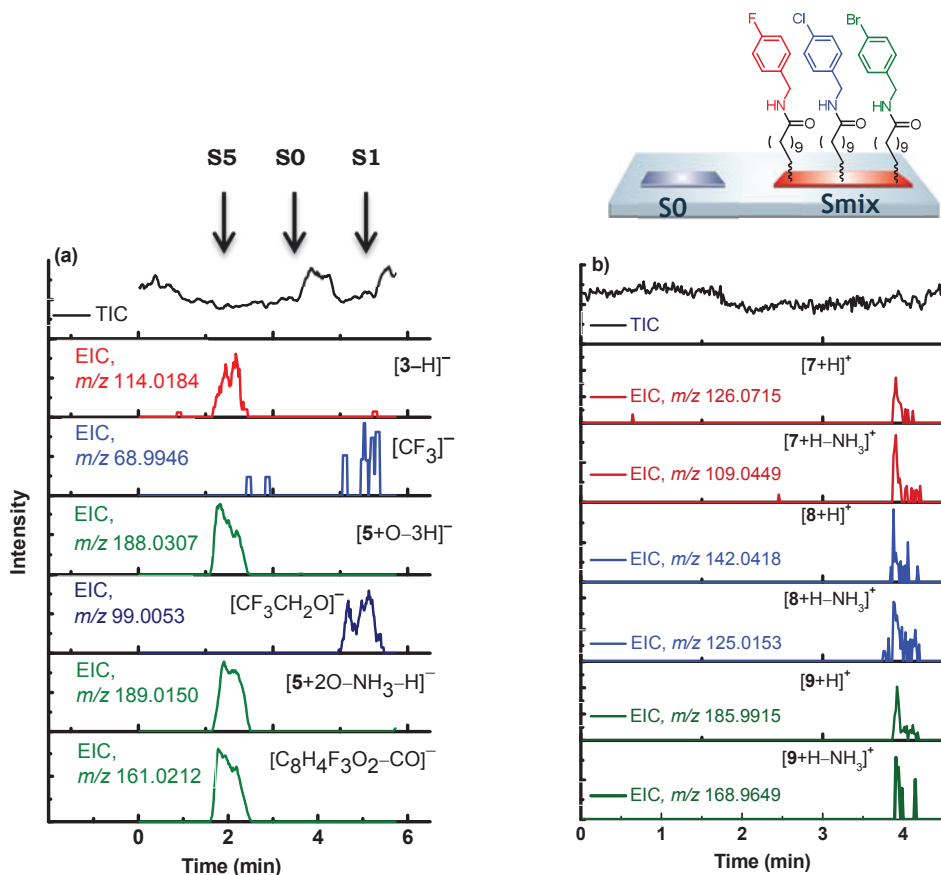 F
Cl
Br
HN
O
HN
O
HN
O
( )9
( )9
( )9
S0
Smix
S5 S0 S1
(a)
TIC
EIC,
m/z 114.0184
[3–H]⁻
EIC,
m/z 68.9946
[CF₃]⁻
EIC,
m/z 188.0307
[5+O–3H]⁻
EIC,
m/z 99.0053
[CF₃CH₂O]⁻
EIC,
m/z 189.0150
[5+2O–NH₃–H]⁻
EIC,
m/z 161.0212
[C₈H₄F₃O₂–CO]⁻
Intensity
0 2 4 6
Time (min)
b)
TIC
[7+H]⁺
EIC, m/z 126.0715
[7+H–NH₃]⁺
EIC, m/z 109.0449
[8+H]⁺
EIC, m/z 142.0418
[8+H–NH₃]⁺
EIC, m/z 125.0153
[9+H]⁺
EIC, m/z 185.9915
[9+H–NH₃]⁺
EIC, m/z 168.9649
0 1 2 3 4
Time (min)